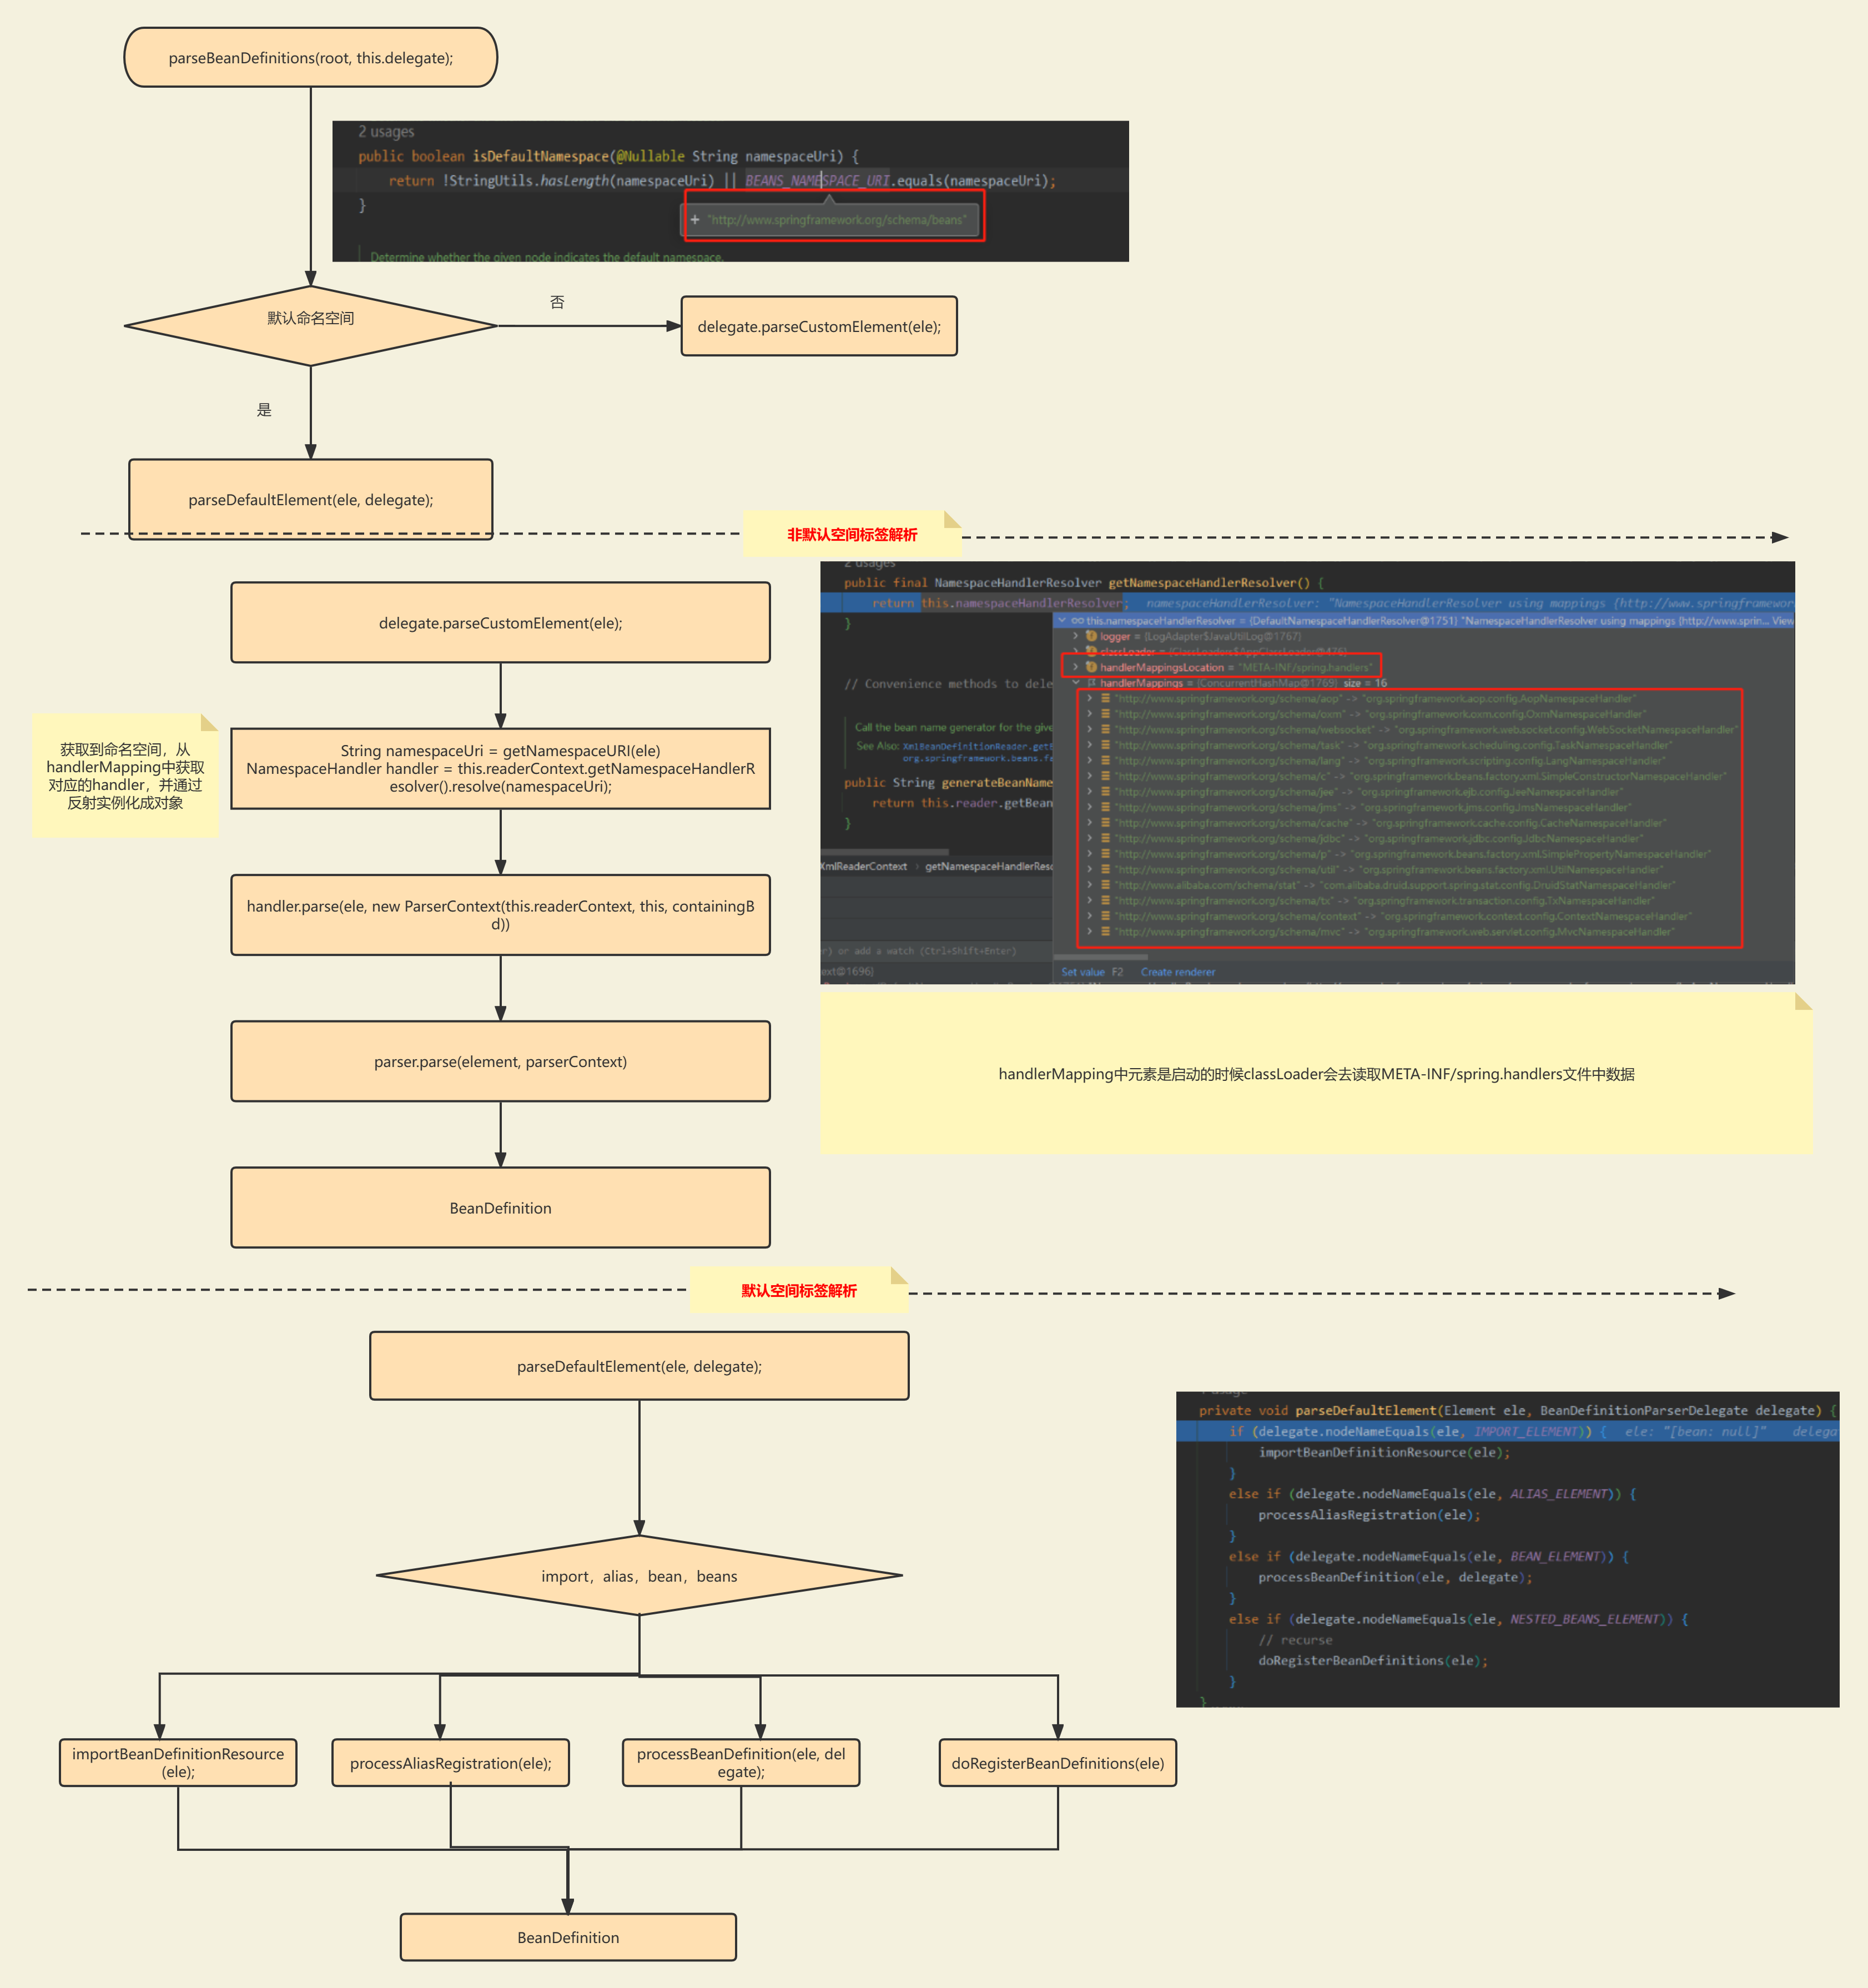 parseBeanDefinitions(root, this.delegate);
2 usages
public boolean isDefaultNamespace(@Nullable String namespaceUri) {
return !StringUtils.hasLength(namespaceUri) || BEANS_NAMESPACE_URI.equals(namespaceUri);
}
+ "http://www.springframework.org/schema/beans"
Determine whether the given node indicates the default namespace.
默认命名空间
否
delegate.parseCustomElement(ele);
是
parseDefaultElement(ele, delegate);
非默认空间标签解析
delegate.parseCustomElement(ele);
获取到命名空间，从
handlerMapping中获取
对应的handler，并通过
反射实例化成对象
String namespaceUri = getNamespaceURI(ele)
NamespaceHandler handler = this.readerContext.getNamespaceHandlerR
esolver().resolve(namespaceUri);
handler.parse(ele, new ParserContext(this.readerContext, this, containingB
d))
parser.parse(element, parserContext)
BeanDefinition
2 usages
public final NamespaceHandlerResolver getNamespaceHandlerResolver() {
return this.namespaceHandlerResolver; namespaceHandlerResolver: "NamespaceHandlerResolver using mappings {http://www.springframewor
}
this.namespaceHandlerResolver = {DefaultNamespaceHandlerResolver@1751} "NamespaceHandlerResolver using mappings {http://www.sprin... View
logger = {LogAdapter$JavaUtilLog@1767}
classLoader = {ClassLoaders$AppClassLoader@476}
handlerMappingsLocation = "META-INF/spring.handlers"
handlerMappings = {ConcurrentHashMap@1769} size = 16
"http://www.springframework.org/schema/aop" -> "org.springframework.aop.config.AopNamespaceHandler"
"http://www.springframework.org/schema/oxm" -> "org.springframework.oxm.config.OxmNamespaceHandler"
"http://www.springframework.org/schema/websocket" -> "org.springframework.web.socket.config.WebSocketNamespaceHandler"
"http://www.springframework.org/schema/task" -> "org.springframework.scheduling.config.TaskNamespaceHandler"
"http://www.springframework.org/schema/lang" -> "org.springframework.scripting.config.LangNamespaceHandler"
"http://www.springframework.org/schema/c" -> "org.springframework.beans.factory.xml.SimpleConstructorNamespaceHandler"
"http://www.springframework.org/schema/jee" -> "org.springframework.ejb.config.JeeNamespaceHandler"
"http://www.springframework.org/schema/jms" -> "org.springframework.jms.config.JmsNamespaceHandler"
"http://www.springframework.org/schema/cache" -> "org.springframework.cache.config.CacheNamespaceHandler"
"http://www.springframework.org/schema/jdbc" -> "org.springframework.jdbc.config.JdbcNamespaceHandler"
"http://www.springframework.org/schema/p" -> "org.springframework.beans.factory.xml.SimplePropertyNamespaceHandler"
"http://www.springframework.org/schema/util" -> "org.springframework.beans.factory.xml.UtilNamespaceHandler"
"http://www.alibaba.com/schema/stat" -> "com.alibaba.druid.support.spring.stat.config.DruidStatNamespaceHandler"
"http://www.springframework.org/schema/tx" -> "org.springframework.transaction.config.TxNamespaceHandler"
"http://www.springframework.org/schema/context" -> "org.springframework.context.config.ContextNamespaceHandler"
"http://www.springframework.org/schema/mvc" -> "org.springframework.web.servlet.config.MvcNamespaceHandler"
Set value F2 Create renderer
// Convenience methods to dele
Call the bean name generator for the give
See Also: XmlBeanDefinitionReader.getB
org.springframework.beans.fa
public String generateBeanName
return this.reader.getBean
}
XmlReaderContext > getNamespaceHandlerReso
r) or add a watch (Ctrl+Shift+Enter)
ext@1696}
handlerMapping中元素是启动的时候classLoader会去读取META-INF/spring.handlers文件中数据
默认空间标签解析
parseDefaultElement(ele, delegate);
import，alias，bean，beans
private void parseDefaultElement(Element ele, BeanDefinitionParserDelegate delegate) {
if (delegate.nodeNameEquals(ele, IMPORT_ELEMENT)) { ele: "[bean: null]" delega
importBeanDefinitionResource(ele);
}
else if (delegate.nodeNameEquals(ele, ALIAS_ELEMENT)) {
processAliasRegistration(ele);
}
else if (delegate.nodeNameEquals(ele, BEAN_ELEMENT)) {
processBeanDefinition(ele, delegate);
}
else if (delegate.nodeNameEquals(ele, NESTED_BEANS_ELEMENT)) {
// recurse
doRegisterBeanDefinitions(ele);
}
}
importBeanDefinitionResource
(ele);
processAliasRegistration(ele);
processBeanDefinition(ele, del
egate);
doRegisterBeanDefinitions(ele)
BeanDefinition